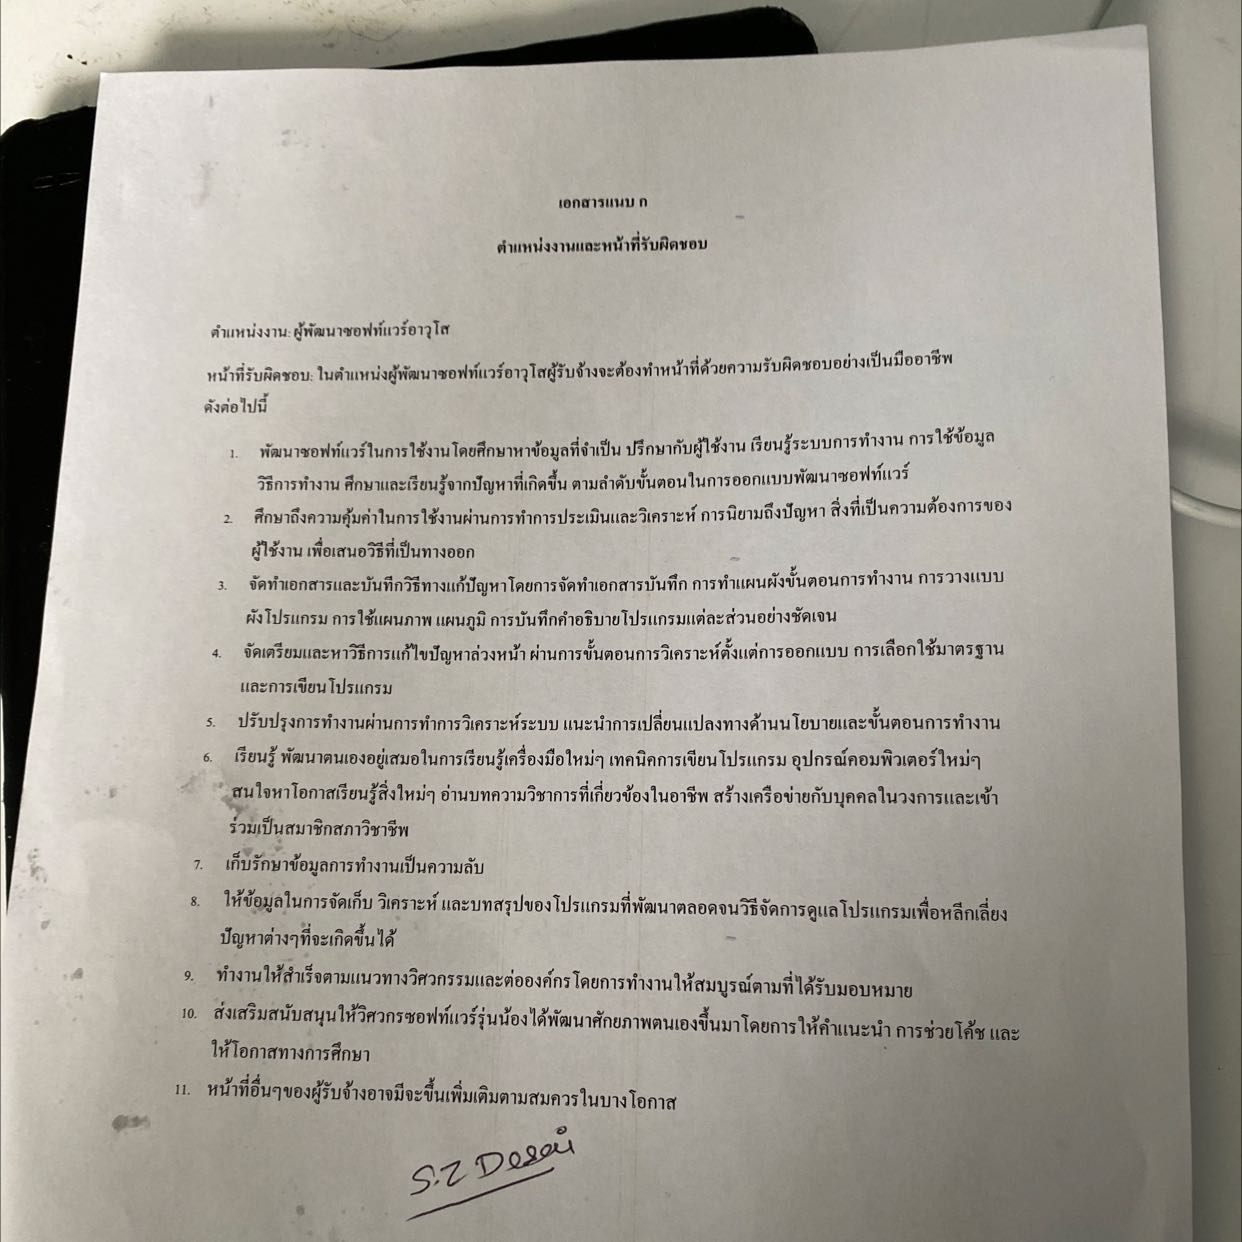 เอกสารแนบ ก
ตำแหน่งงานและหน้าที่รับผิดชอบ
ตำแหน่งงาน: ผู้พัฒนาซอฟท์แวร์อาวุโส
หน้าที่รับผิดชอบ: ในตำแหน่งผู้พัฒนาซอฟท์แวร์อาวุโสผู้รับจ้างจะต้องทำหน้าที่ด้วยความรับผิดชอบอย่างเป็นมืออาชีพ
ดังต่อไปนี้
1. พัฒนาซอฟท์แวร์ในการใช้งานโดยศึกษาหาข้อมูลที่จำเป็น ปรึกษากับผู้ใช้งาน เรียนรู้ระบบการทำงาน การใช้ข้อมูล
วิธีการทำงาน ศึกษาและเรียนรู้จากปัญหาที่เกิดขึ้น ตามลำดับขั้นตอนในการออกแบบพัฒนาซอฟท์แวร์
2. ศึกษาถึงความคุ้มค่าในการใช้งานผ่านการทำการประเมินและวิเคราะห์ การนิยามถึงปัญหา สิ่งที่เป็นความต้องการของ
ผู้ใช้งาน เพื่อเสนอวิธีที่เป็นทางออก
3. จัดทำเอกสารและบันทึกวิธีทางแก้ปัญหาโดยการจัดทำเอกสารบันทึก การทำแผนผังขั้นตอนการทำงาน การวางแบบ
ผังโปรแกรม การใช้แผนภาพ แผนภูมิ การบันทึกคำอธิบายโปรแกรมแต่ละส่วนอย่างชัดเจน
4. จัดเตรียมและหาวิธีการแก้ไขปัญหาล่วงหน้า ผ่านการขั้นตอนการวิเคราะห์ตั้งแต่การออกแบบ การเลือกใช้มาตรฐาน
และการเขียนโปรแกรม
5. ปรับปรุงการทำงานผ่านการทำการวิเคราะห์ระบบ แนะนำการเปลี่ยนแปลงทางด้านนโยบายและขั้นตอนการทำงาน
6. เรียนรู้ พัฒนาตนเองอยู่เสมอในการเรียนรู้เครื่องมือใหม่ๆ เทคนิคการเขียนโปรแกรม อุปกรณ์คอมพิวเตอร์ใหม่ๆ
สนใจหาโอกาสเรียนรู้สิ่งใหม่ๆ อ่านบทความวิชาการที่เกี่ยวข้องในอาชีพ สร้างเครือข่ายกับบุคคลในวงการและเข้า
ร่วมเป็นสมาชิกสภาวิชาชีพ
7. เก็บรักษาข้อมูลการทำงานเป็นความลับ
8. ให้ข้อมูลในการจัดเก็บ วิเคราะห์ และบทสรุปของโปรแกรมที่พัฒนาตลอดจนวิธีจัดการดูแลโปรแกรมเพื่อหลีกเลี่ยง
ปัญหาต่างๆที่จะเกิดขึ้นได้
9. ทำงานให้สำเร็จตามแนวทางวิศวกรรมและต่อองค์กรโดยการทำงานให้สมบูรณ์ตามที่ได้รับมอบหมาย
10. ส่งเสริมสนับสนุนให้วิศวกรซอฟท์แวร์รุ่นน้องได้พัฒนาศักยภาพตนเองขึ้นมาโดยการให้คำแนะนำ การช่วยโค้ช และ
ให้โอกาสทางการศึกษา
11. หน้าที่อื่นๆของผู้รับจ้างอาจมีจะขึ้นเพิ่มเติมตามสมควรในบางโอกาส
S.Z Desai